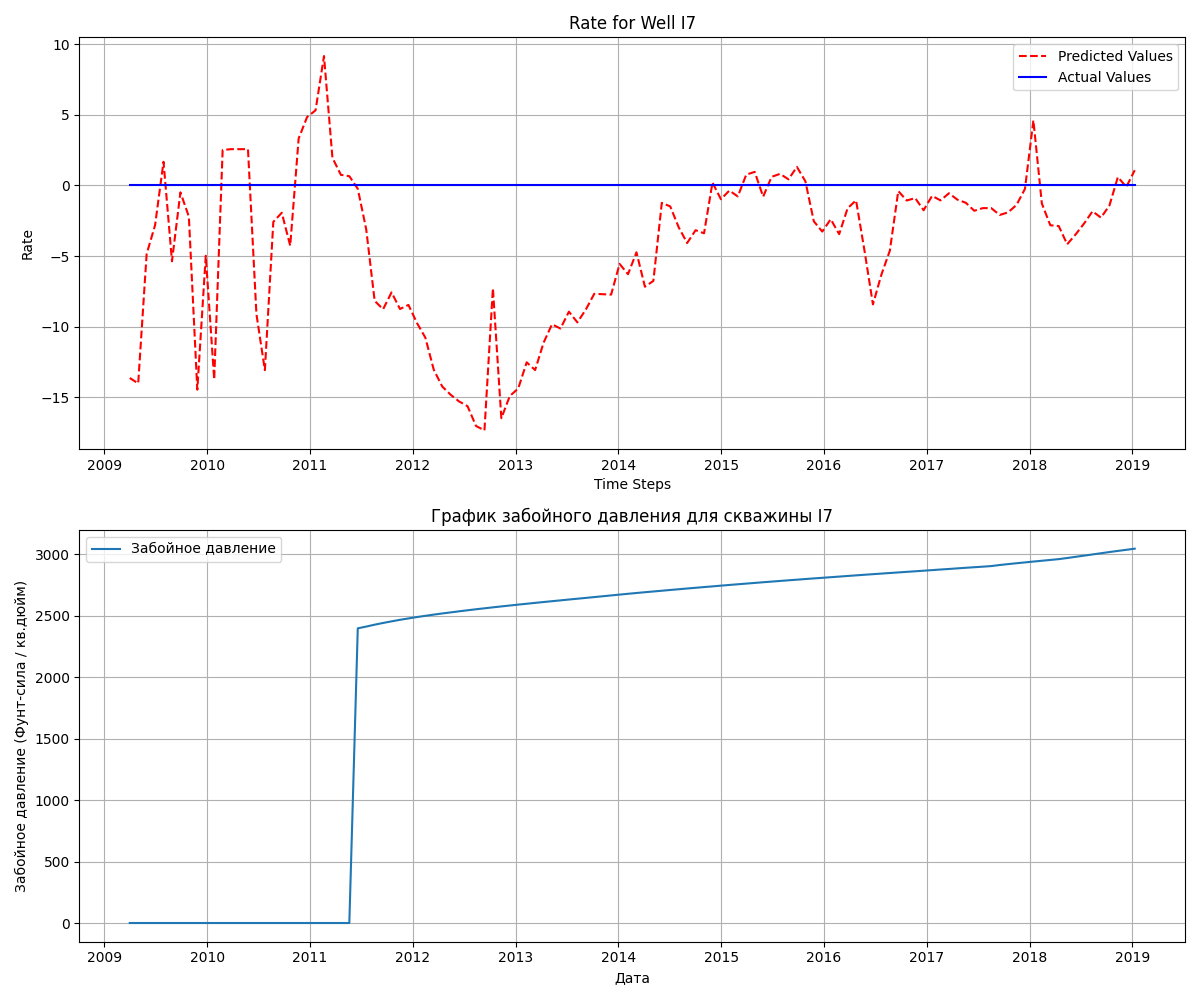 Rate for Well I7
10
5
0
−5
−10
−15
Rate
Predicted Values
Actual Values
2009 2010 2011 2012 2013 2014 2015 2016 2017 2018 2019
Time Steps
График забойного давления для скважины I7
Забойное давление
3000
2500
2000
1500
1000
500
0
Забойное давление (Фунт-сила / кв.дюйм)
2009 2010 2011 2012 2013 2014 2015 2016 2017 2018 2019
Дата